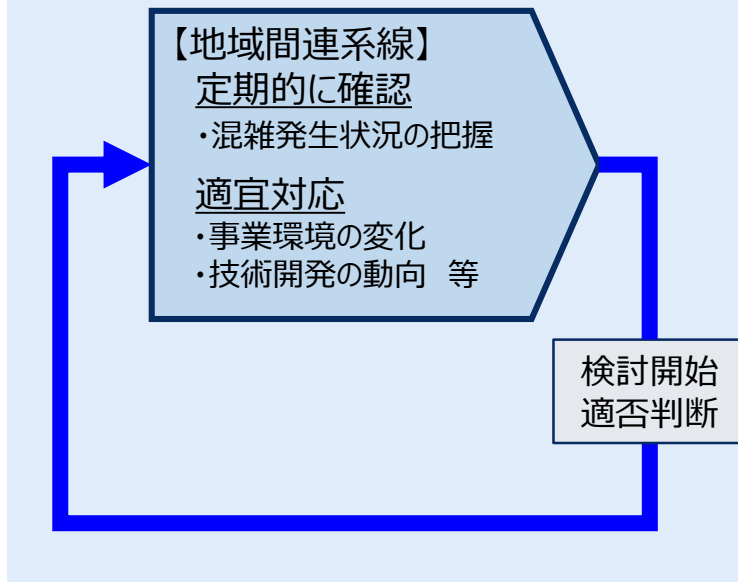 【地域間連系線】
定期的に確認
・混雑発生状況の把握
適宜対応
・事業環境の変化
・技術開発の動向　等
検討開始
適否判断